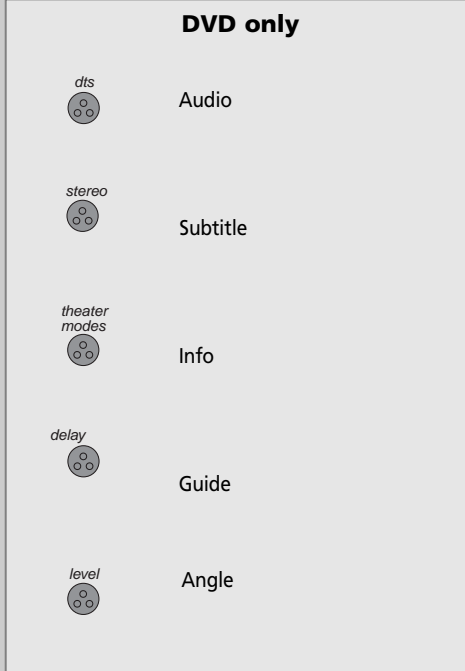 DVD only
dts
Audio
stereo
Subtitle
theater
modes
Info
delay
Guide
level
Angle